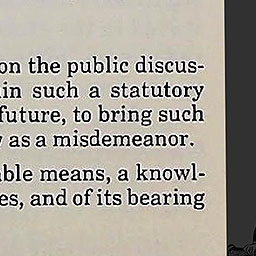 on the public discus-
in such a statutory
future, to bring such
as a misdemeanor.
able means, a knowl-
es, and of its bearing